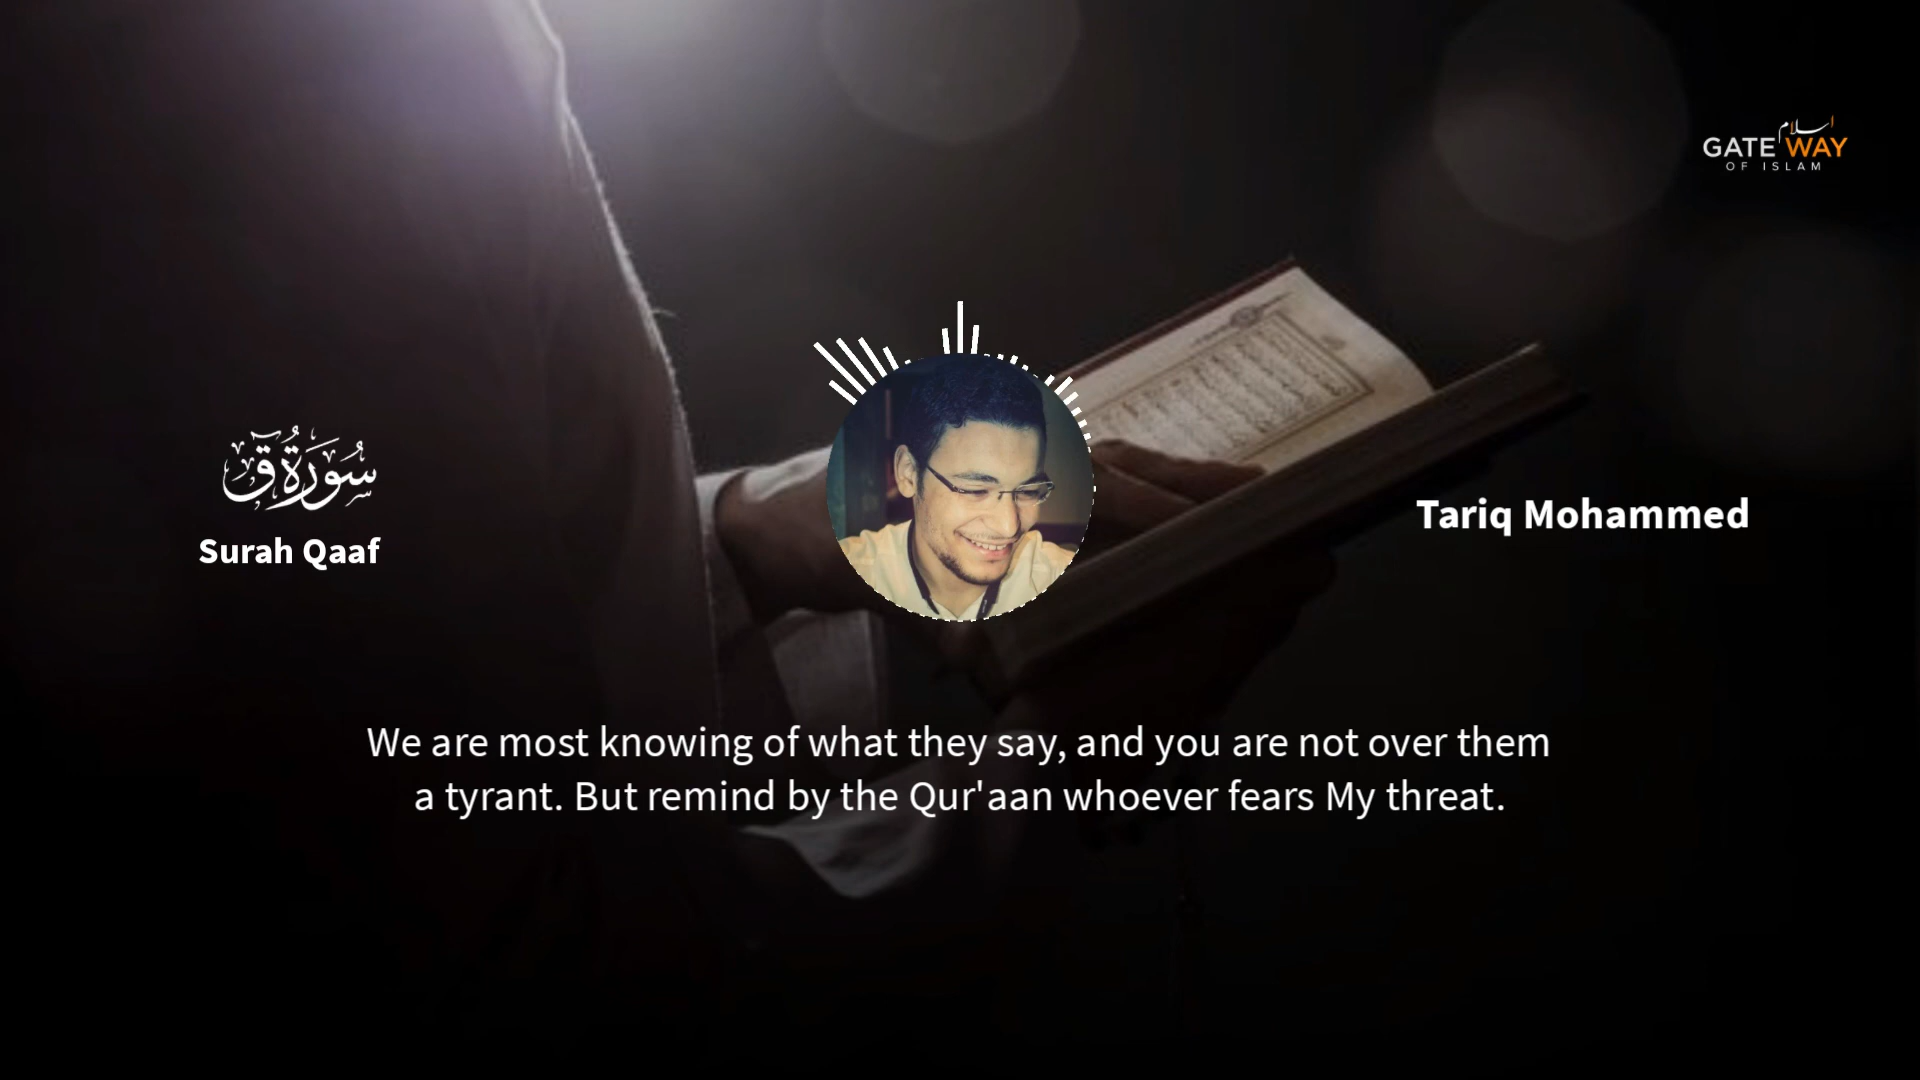 اسلام
GATE WAY
OF ISLAM
سُورَةُ قٓ
Surah Qaaf
Tariq Mohammed
We are most knowing of what they say, and you are not over them
a tyrant. But remind by the Qur'aan whoever fears My threat.